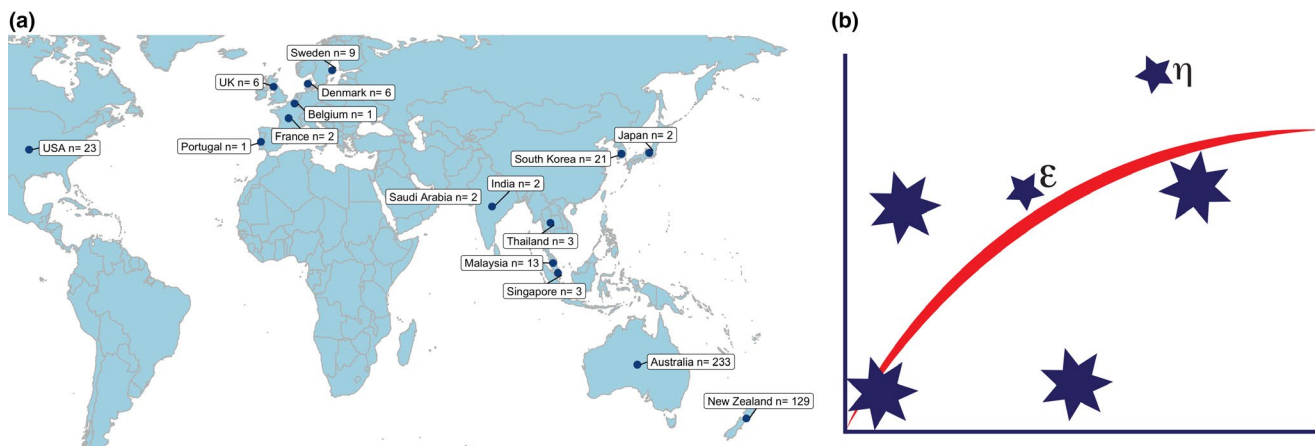 (a)
(b)
Sweden n= 9
UK n= 6
Denmark n= 6
Belgium n= 1
France n= 2
Portugal n= 1
USA n= 23
Japan n= 2
South Korea n= 21
India n= 2
Saudi Arabia n= 2
Thailand n= 3
Malaysia n= 13
Singapore n= 3
Australia n= 233
New Zealand n= 129
η
ε